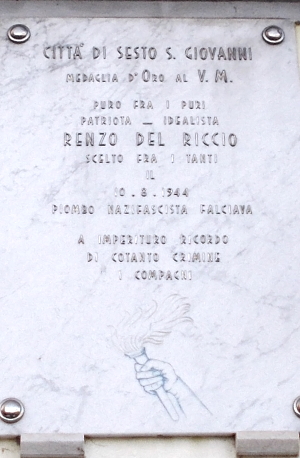 CITTÀ DI SESTO S. GIOVANNI
MEDAGLIA D'ORO AL V. M.
PURO FRA I PURI
PATRIOTA - IDEALISTA
RENZO DEL RICCIO
SCELTO FRA I TANTI
IL
10.8.1944
PIOMBO NAZIFASCISTA FALCIAVA
A IMPERITURO RICORDO
DI COTANTO CRIMINE
I COMPAGNI